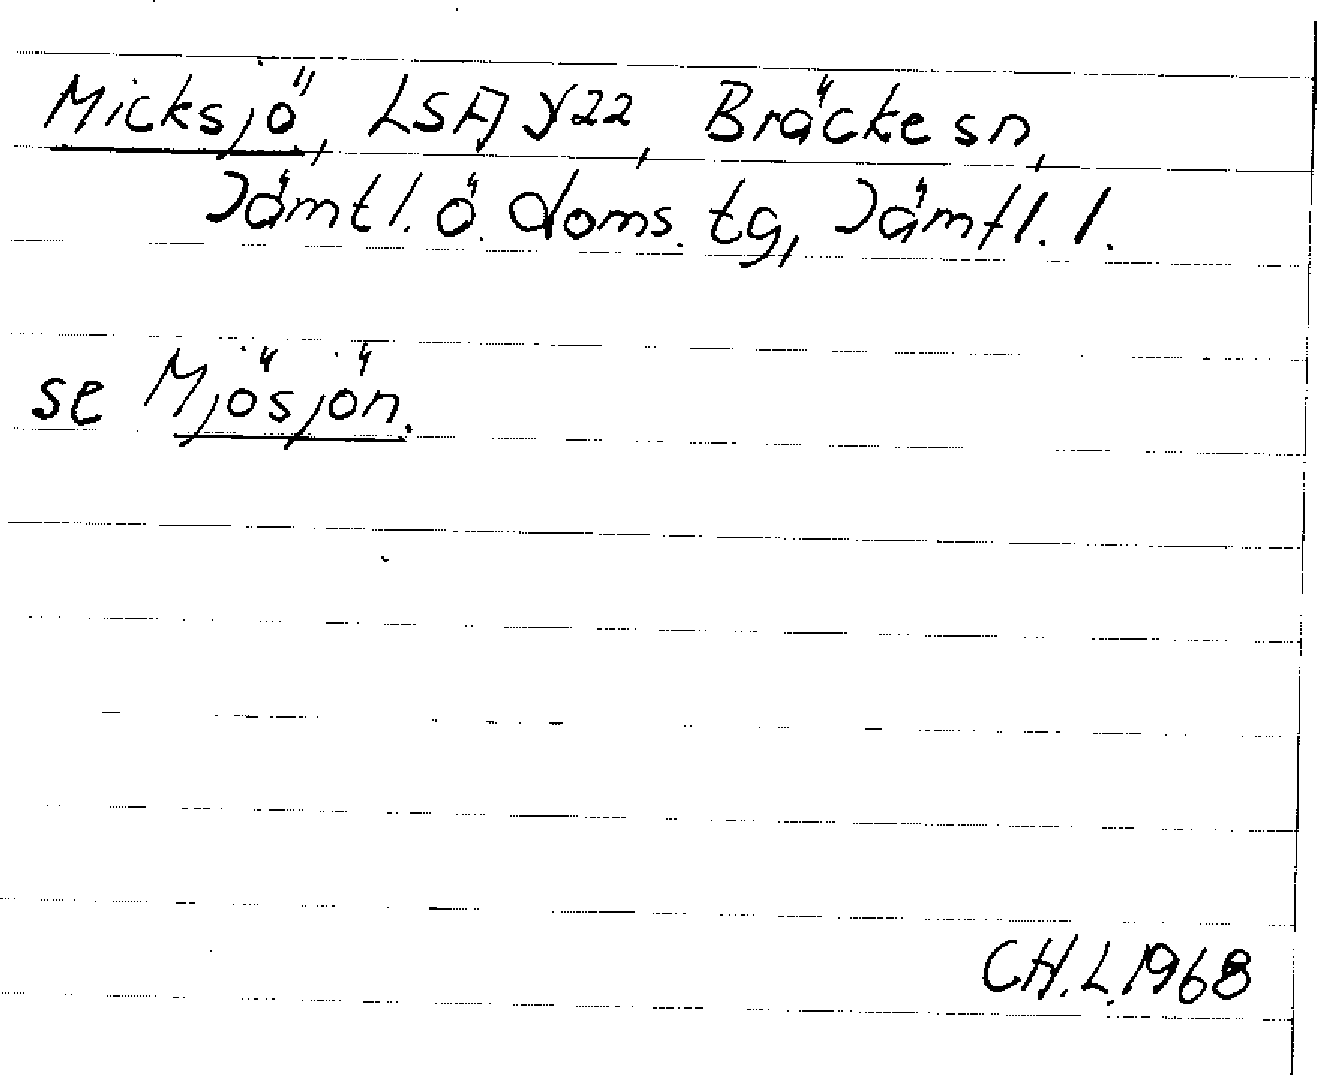 Micksjö, LSA Y22, Bräcke sn,
Jämtl. ö. doms. tg, Jämtl. l.
se Mjösjön.
CH.L.1968